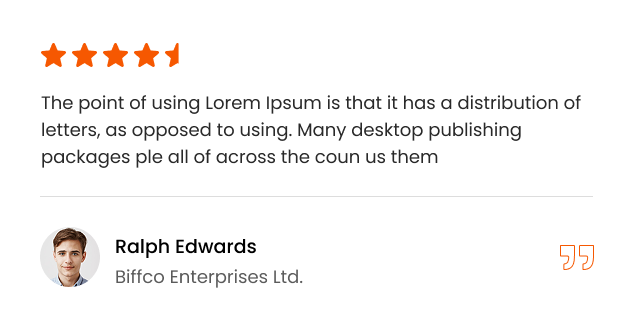 The point of using Lorem Ipsum is that it has a distribution of
letters, as opposed to using. Many desktop publishing
packages ple all of across the coun us them
Ralph Edwards
Biffco Enterprises Ltd.